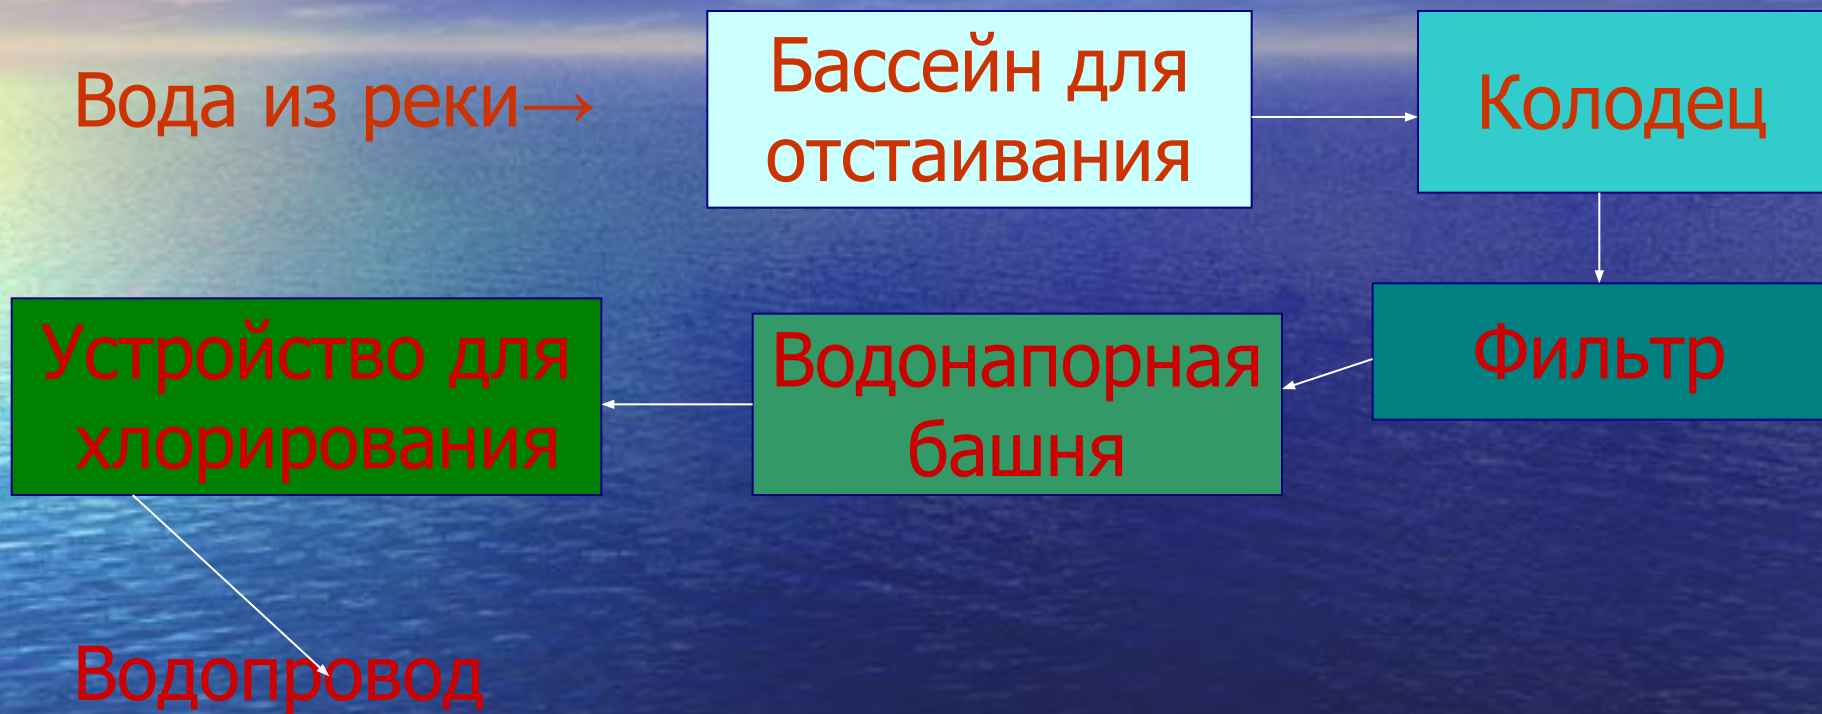 Вода из реки→
Бассейн для
отстаивания
Колодец
Фильтр
Водонапорная
башня
Устройство для
хлорирования
Водопровод